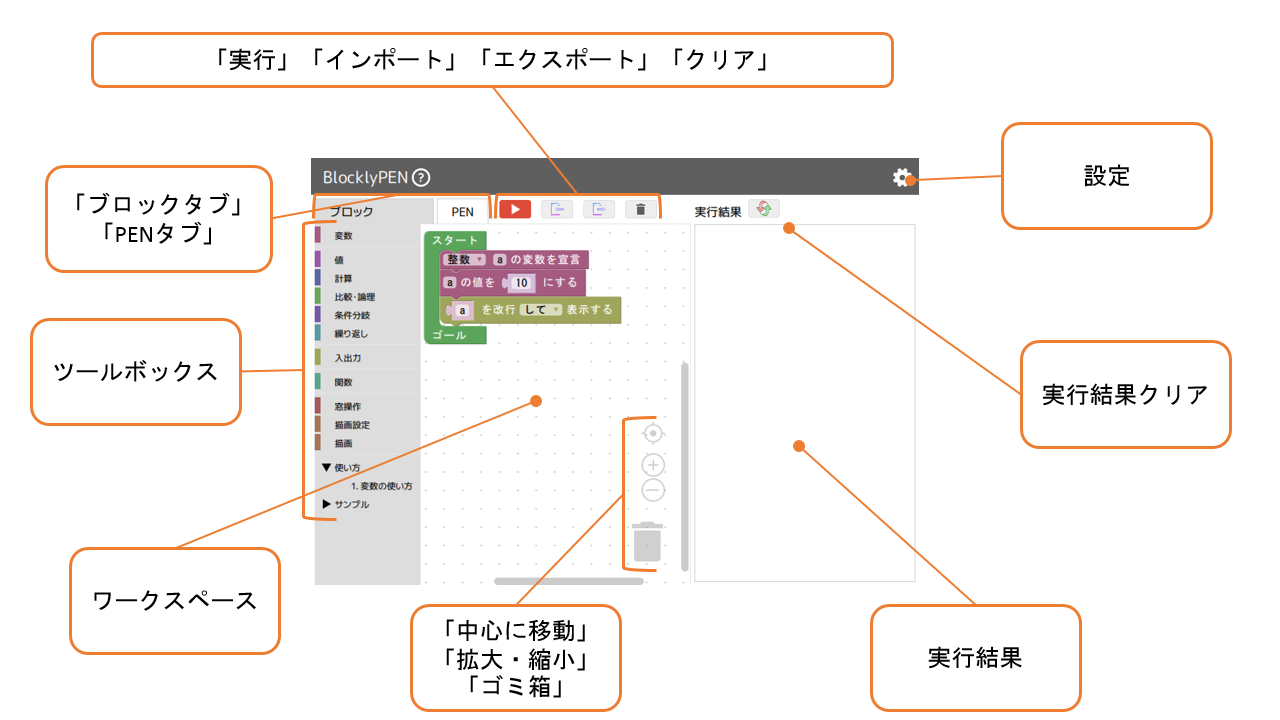 「実行」「インポート」「エクスポート」「クリア」
設定
「ブロックタブ」
「PENタブ」
BlocklyPEN ?
ブロック
PEN
実行結果
変数
値
計算
比較・論理
条件分岐
繰り返し
入出力
関数
窓操作
描画設定
描画
▼ 使い方
1. 変数の使い方
▶ サンプル
スタート
整数 a の変数を宣言
a の値を 10 にする
a を改行 して 表示する
ゴール
ツールボックス
実行結果クリア
ワークスペース
「中心に移動」
「拡大・縮小」
「ゴミ箱」
実行結果